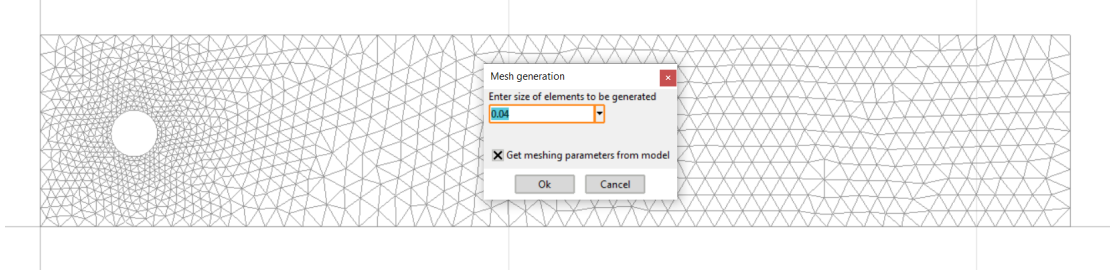 Mesh generation
Enter size of elements to be generated
0.04
Get meshing parameters from model
Ok Cancel